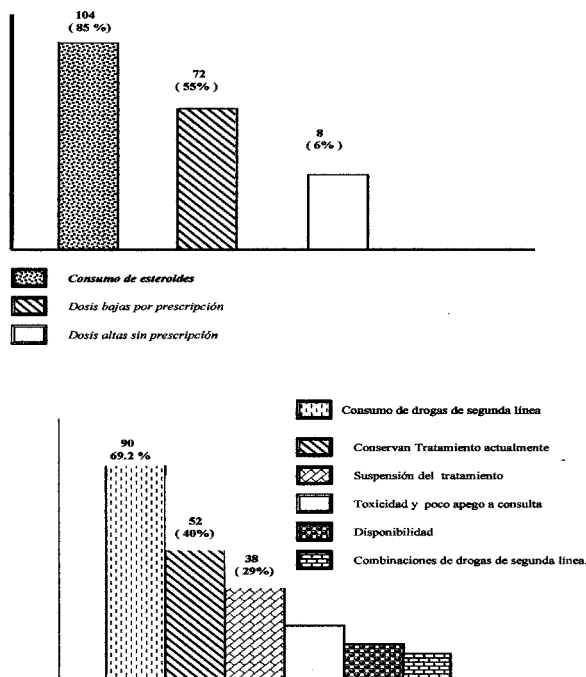 104
( 85 %)
72
( 55%)
8
( 6% )
Consumo de esteroides
Dosis bajas por prescripción
Dosis altas sin prescripción
Consumo de drogas de segunda línea
Conservan Tratamiento actualmente
Suspensión del tratamiento
Toxicidad y poco apego a consulta
Disponibilidad
Combinaciones de drogas de segunda línea.
90
69.2 %
52
( 40%)
38
( 29%)